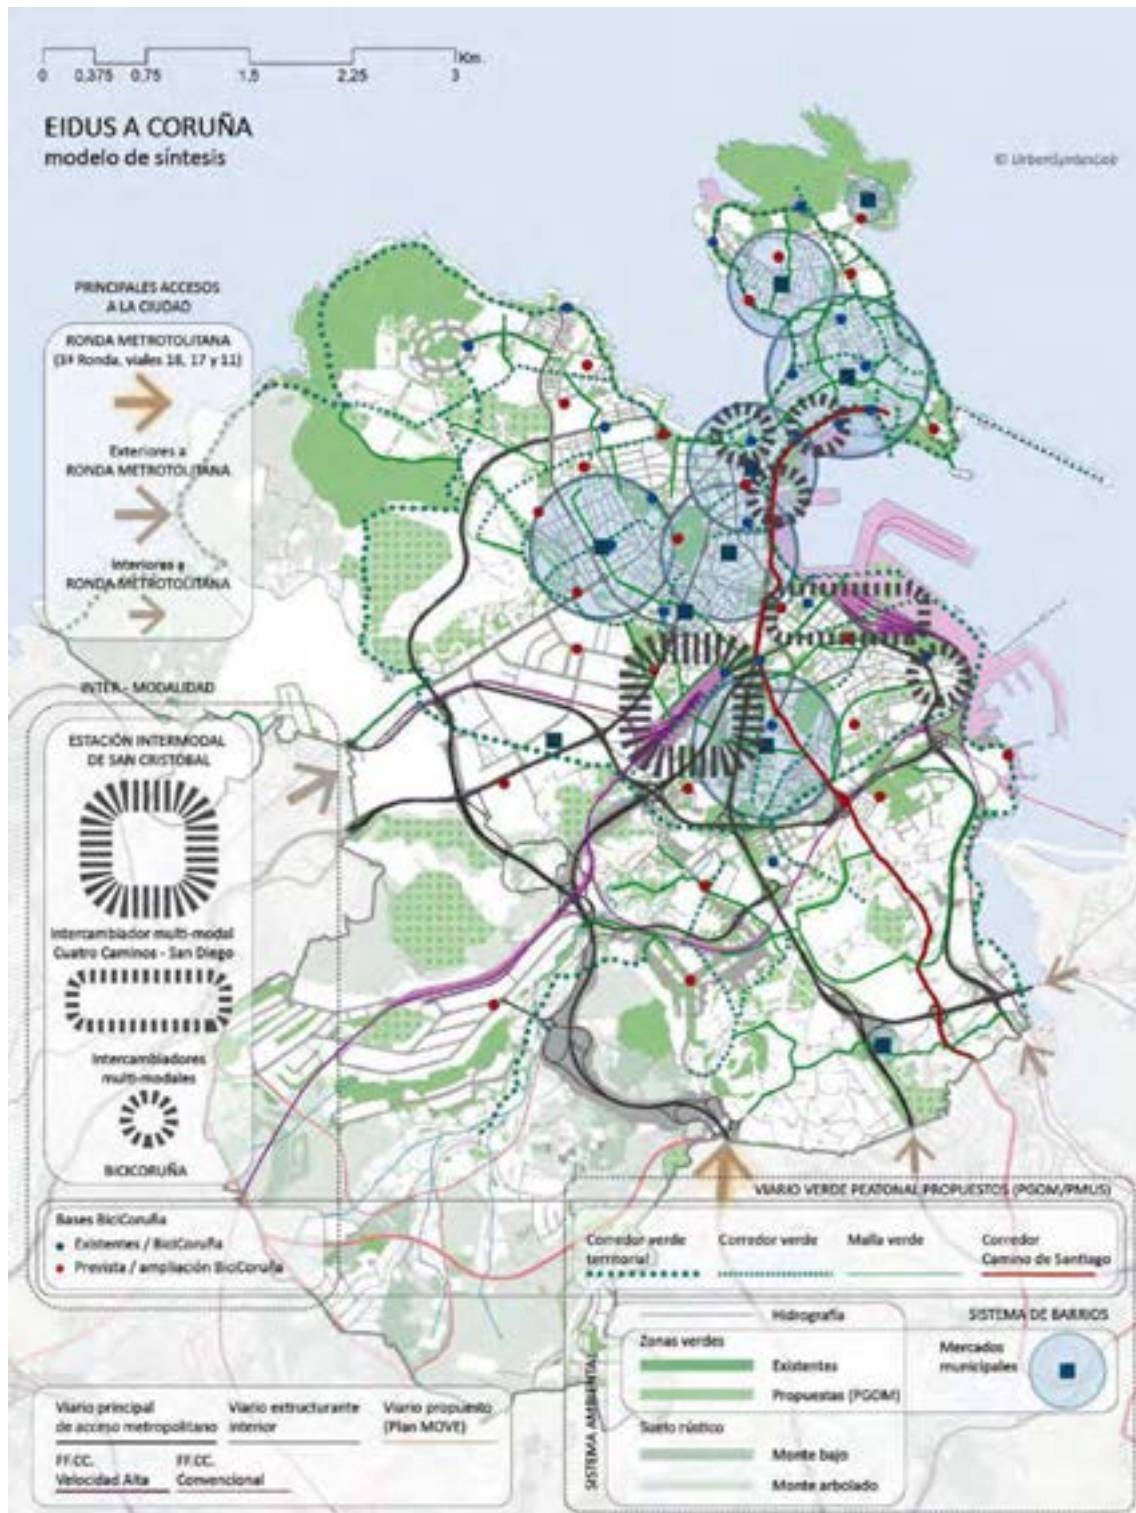 Km
0 0,375 0,75 1,5 2,25 3
EIDUS A CORUÑA
modelo de síntesis
© UrbanSyntaxLab
PRINCIPALES ACCESOS
A LA CIUDAD
RONDA METROTOLITANA
(3ª Ronda, viales 18, 17 y 11)
Exteriores a
RONDA METROTOLITANA
Interiores a
RONDA METROTOLITANA
INTER - MODALIDAD
ESTACIÓN INTERMODAL
DE SAN CRISTÓBAL
Intercambiador multi-modal
Cuatro Caminos - San Diego
Intercambiadores
multi-modales
BICICORUÑA
Bases BiciCoruña
Existentes / BiciCoruña
Prevista / ampliación BiciCoruña
VIARIO VERDE PEATONAL PROPUESTOS (PGOM/PMUS)
Corredor verde
territorial
Corredor verde
Malla verde
Corredor
Camino de Santiago
Hidrografía
SISTEMA DE BARRIOS
Zonas verdes
Existentes
Propuestas (PGOM)
Mercados
municipales
SISTEMA AMBIENTAL
Suelo rústico
Monte bajo
Monte arbolado
Viario principal
de acceso metropolitano
Viario estructurante
interior
Viario propuesto
(Plan MOVE)
FF.CC.
Velocidad Alta
FF.CC.
Convencional